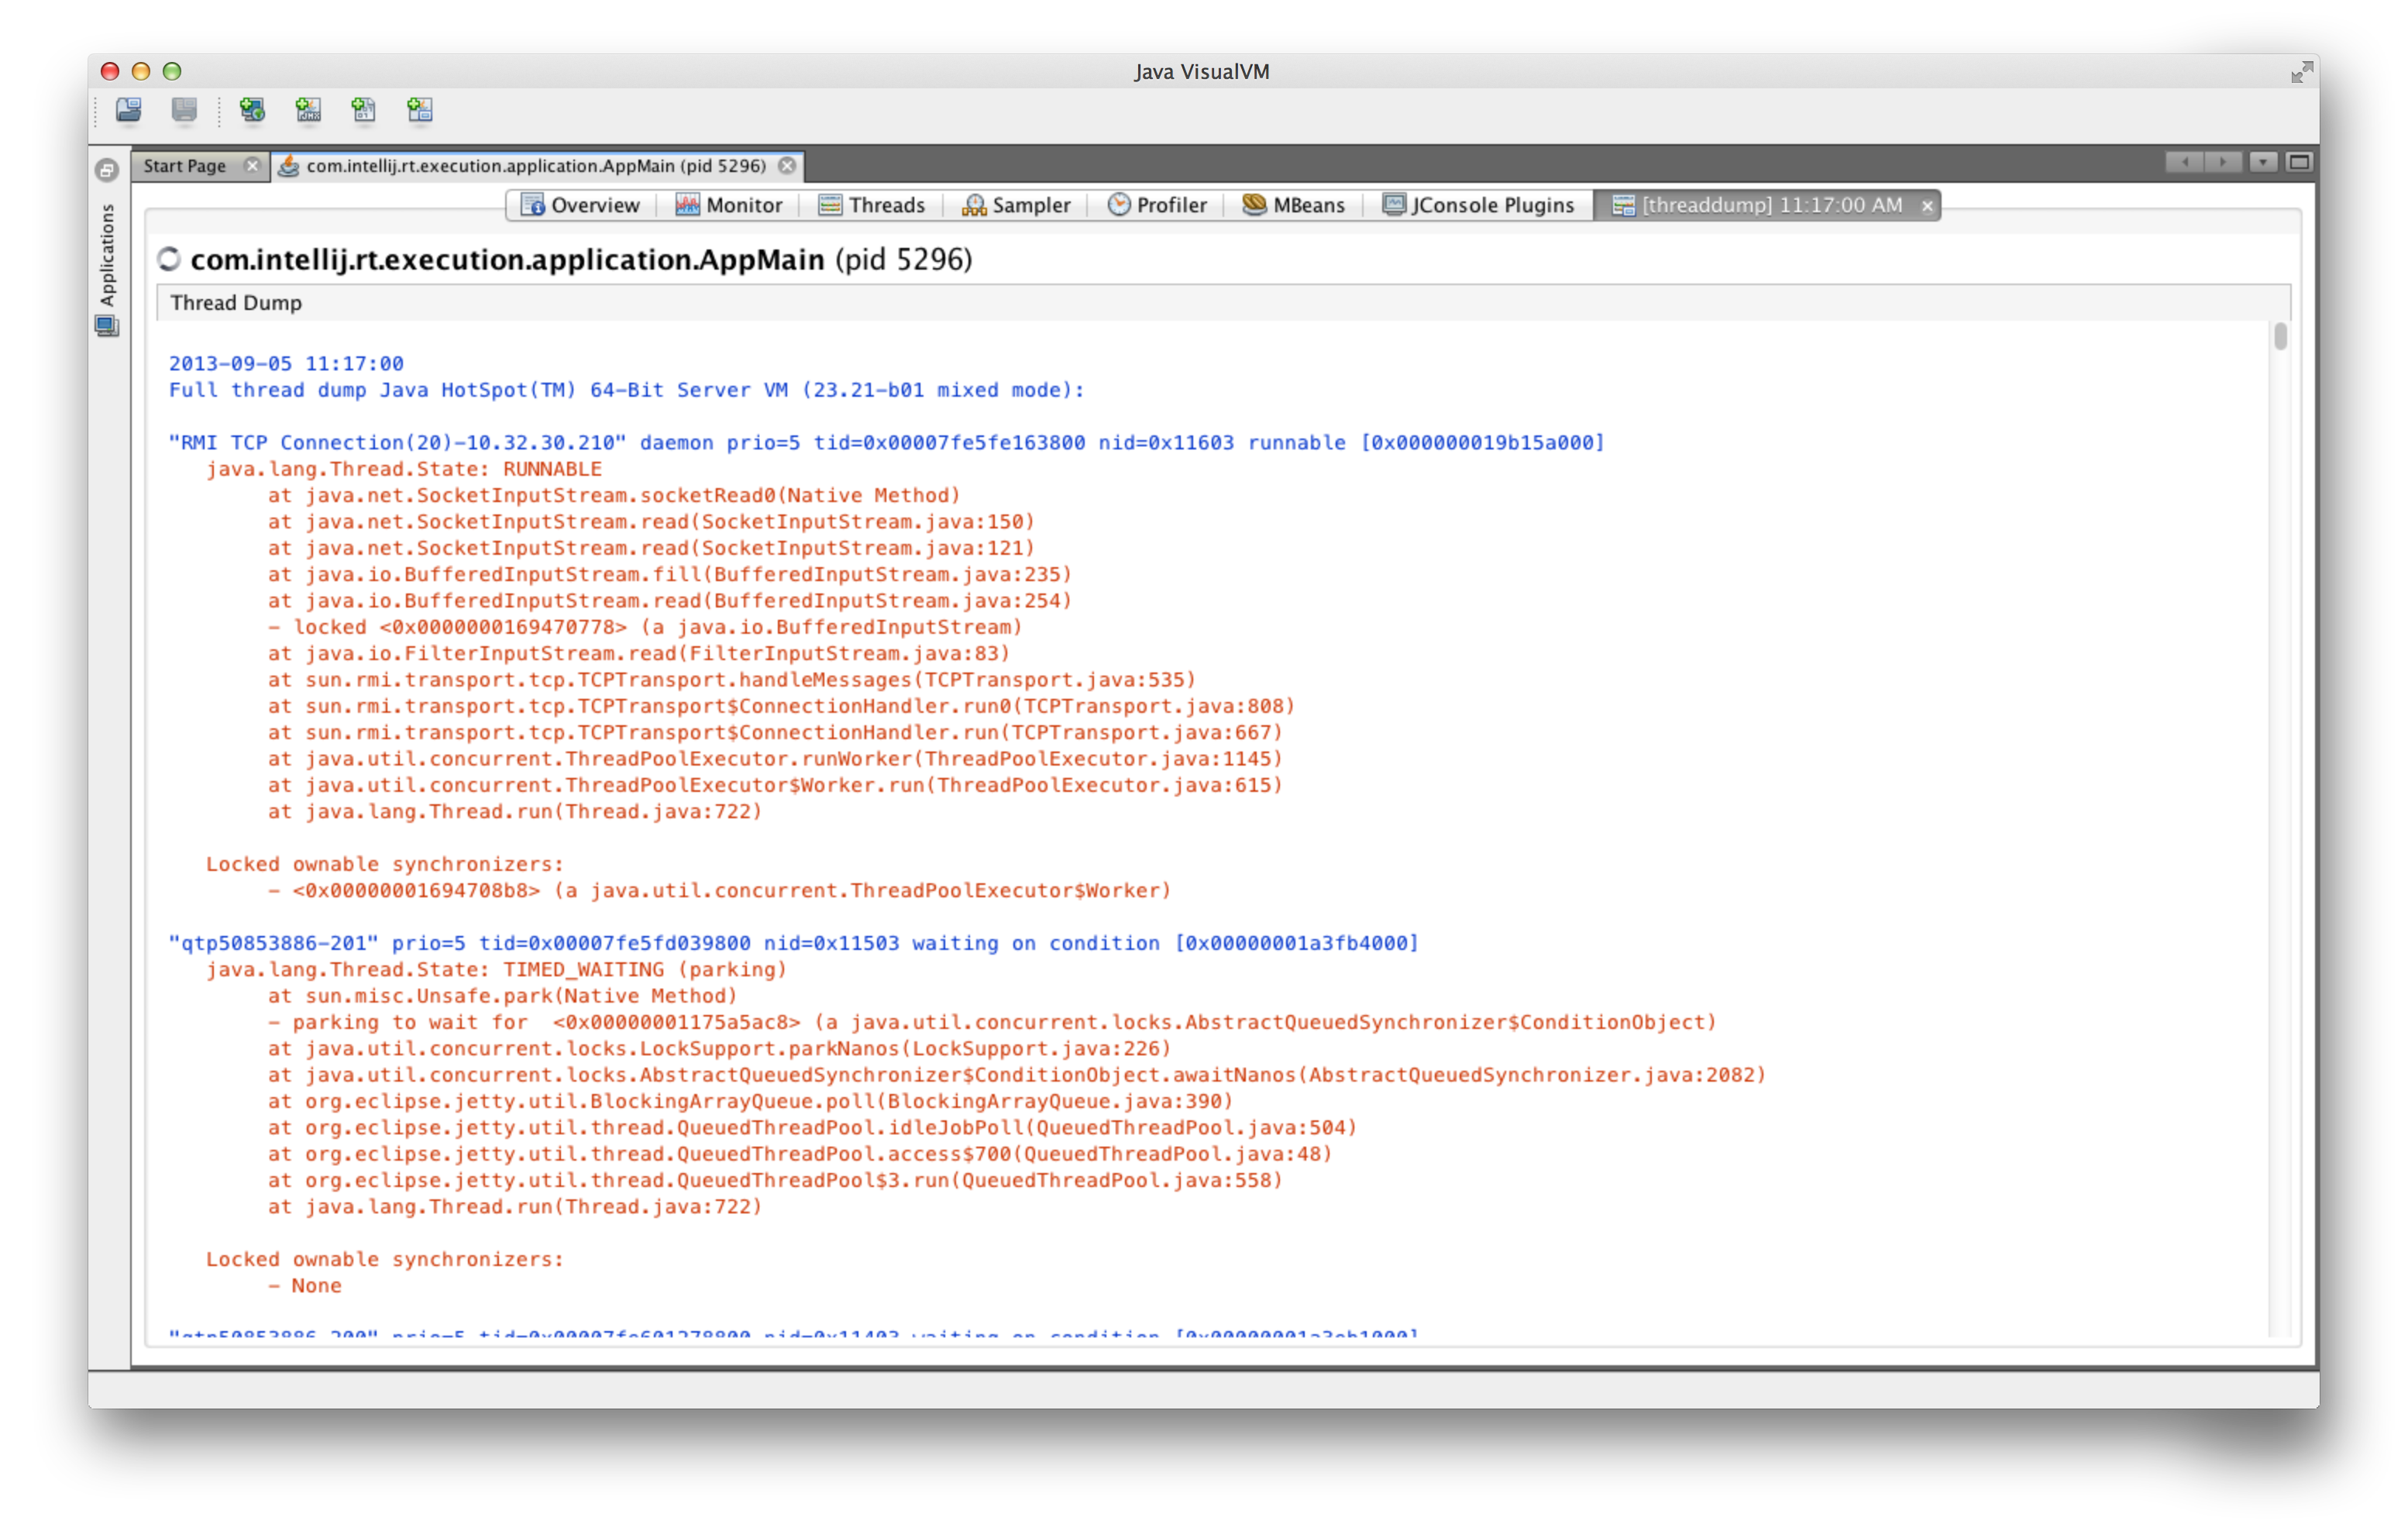 Java VisualVM
Start Page
com.intellij.rt.execution.application.AppMain (pid 5296)
Applications
Overview
Monitor
Threads
Sampler
Profiler
MBeans
JConsole Plugins
[threaddump] 11:17:00 AM
com.intellij.rt.execution.application.AppMain (pid 5296)
Thread Dump
2013-09-05 11:17:00
Full thread dump Java HotSpot(TM) 64-Bit Server VM (23.21-b01 mixed mode):
"RMI TCP Connection(20)-10.32.30.210" daemon prio=5 tid=0x00007fe5fe163800 nid=0x11603 runnable [0x000000019b15a000]
java.lang.Thread.State: RUNNABLE
at java.net.SocketInputStream.socketRead0(Native Method)
at java.net.SocketInputStream.read(SocketInputStream.java:150)
at java.net.SocketInputStream.read(SocketInputStream.java:121)
at java.io.BufferedInputStream.fill(BufferedInputStream.java:235)
at java.io.BufferedInputStream.read(BufferedInputStream.java:254)
- locked <0x0000000169470778> (a java.io.BufferedInputStream)
at java.io.FilterInputStream.read(FilterInputStream.java:83)
at sun.rmi.transport.tcp.TCPTransport.handleMessages(TCPTransport.java:535)
at sun.rmi.transport.tcp.TCPTransport$ConnectionHandler.run0(TCPTransport.java:808)
at sun.rmi.transport.tcp.TCPTransport$ConnectionHandler.run(TCPTransport.java:667)
at java.util.concurrent.ThreadPoolExecutor.runWorker(ThreadPoolExecutor.java:1145)
at java.util.concurrent.ThreadPoolExecutor$Worker.run(ThreadPoolExecutor.java:615)
at java.lang.Thread.run(Thread.java:722)
Locked ownable synchronizers:
- <0x00000001694708b8> (a java.util.concurrent.ThreadPoolExecutor$Worker)
"qtp50853886-201" prio=5 tid=0x00007fe5fd039800 nid=0x11503 waiting on condition [0x00000001a3fb4000]
java.lang.Thread.State: TIMED_WAITING (parking)
at sun.misc.Unsafe.park(Native Method)
- parking to wait for  <0x00000001175a5ac8> (a java.util.concurrent.locks.AbstractQueuedSynchronizer$ConditionObject)
at java.util.concurrent.locks.LockSupport.parkNanos(LockSupport.java:226)
at java.util.concurrent.locks.AbstractQueuedSynchronizer$ConditionObject.awaitNanos(AbstractQueuedSynchronizer.java:2082)
at org.eclipse.jetty.util.BlockingArrayQueue.poll(BlockingArrayQueue.java:390)
at org.eclipse.jetty.util.thread.QueuedThreadPool.idleJobPoll(QueuedThreadPool.java:504)
at org.eclipse.jetty.util.thread.QueuedThreadPool.access$700(QueuedThreadPool.java:48)
at org.eclipse.jetty.util.thread.QueuedThreadPool$3.run(QueuedThreadPool.java:558)
at java.lang.Thread.run(Thread.java:722)
Locked ownable synchronizers:
- None
"qtp50853886-200" prio=5 tid=0x00007fe601278800 nid=0x11403 waiting on condition [0x00000001a3eb1000]